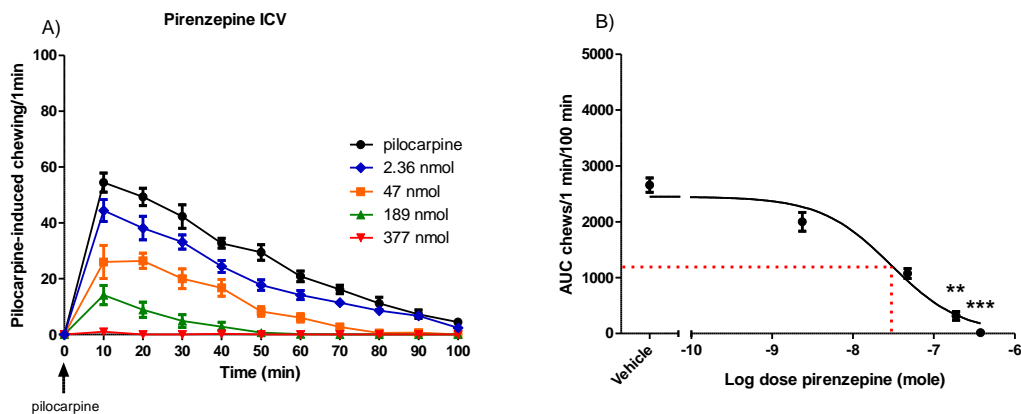 A)
Pirenzepine ICV
Pilocarpine-induced chewing/1min
100
80
60
40
20
0
0 10 20 30 40 50 60 70 80 90 100
Time (min)
pilocarpine
pilocarpine
2.36 nmol
47 nmol
189 nmol
377 nmol
B)
AUC chews/1 min/100 min
5000
4000
3000
2000
1000
0
**
***
Vehicle -10 -9 -8 -7 -6
Log dose pirenzepine (mole)